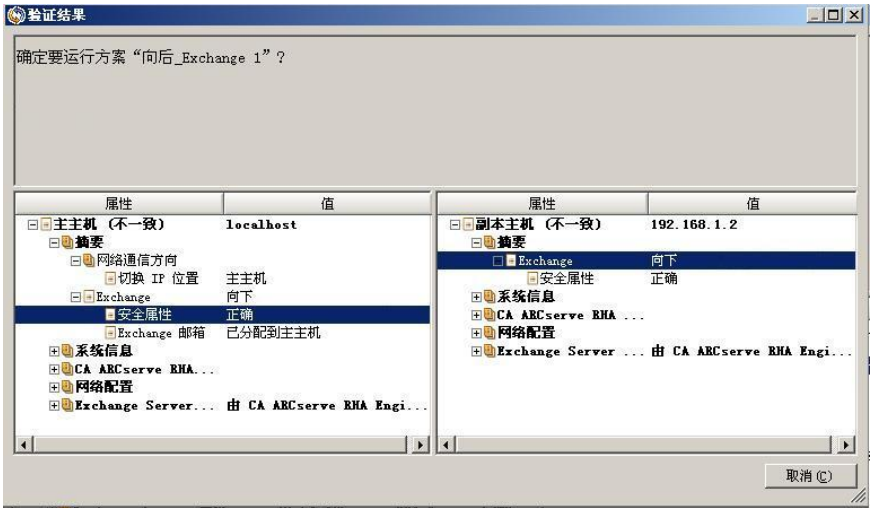 验证结果
确定要运行方案“向后_Exchange 1”?
属性 值
主主机 (不一致) localhost
摘要
网络通信方向
切换 IP 位置 主主机
Exchange 向下
安全属性 正确
Exchange 邮箱 已分配到主主机
系统信息
CA ARCserve RHA...
网络配置
Exchange Server... 由 CA ARCserve RHA Engi...
属性 值
副本主机 (不一致) 192.168.1.2
摘要
Exchange 向下
安全属性 正确
系统信息
CA ARCserve RHA ...
网络配置
Exchange Server ... 由 CA ARCserve RHA Engi...
取消(C)